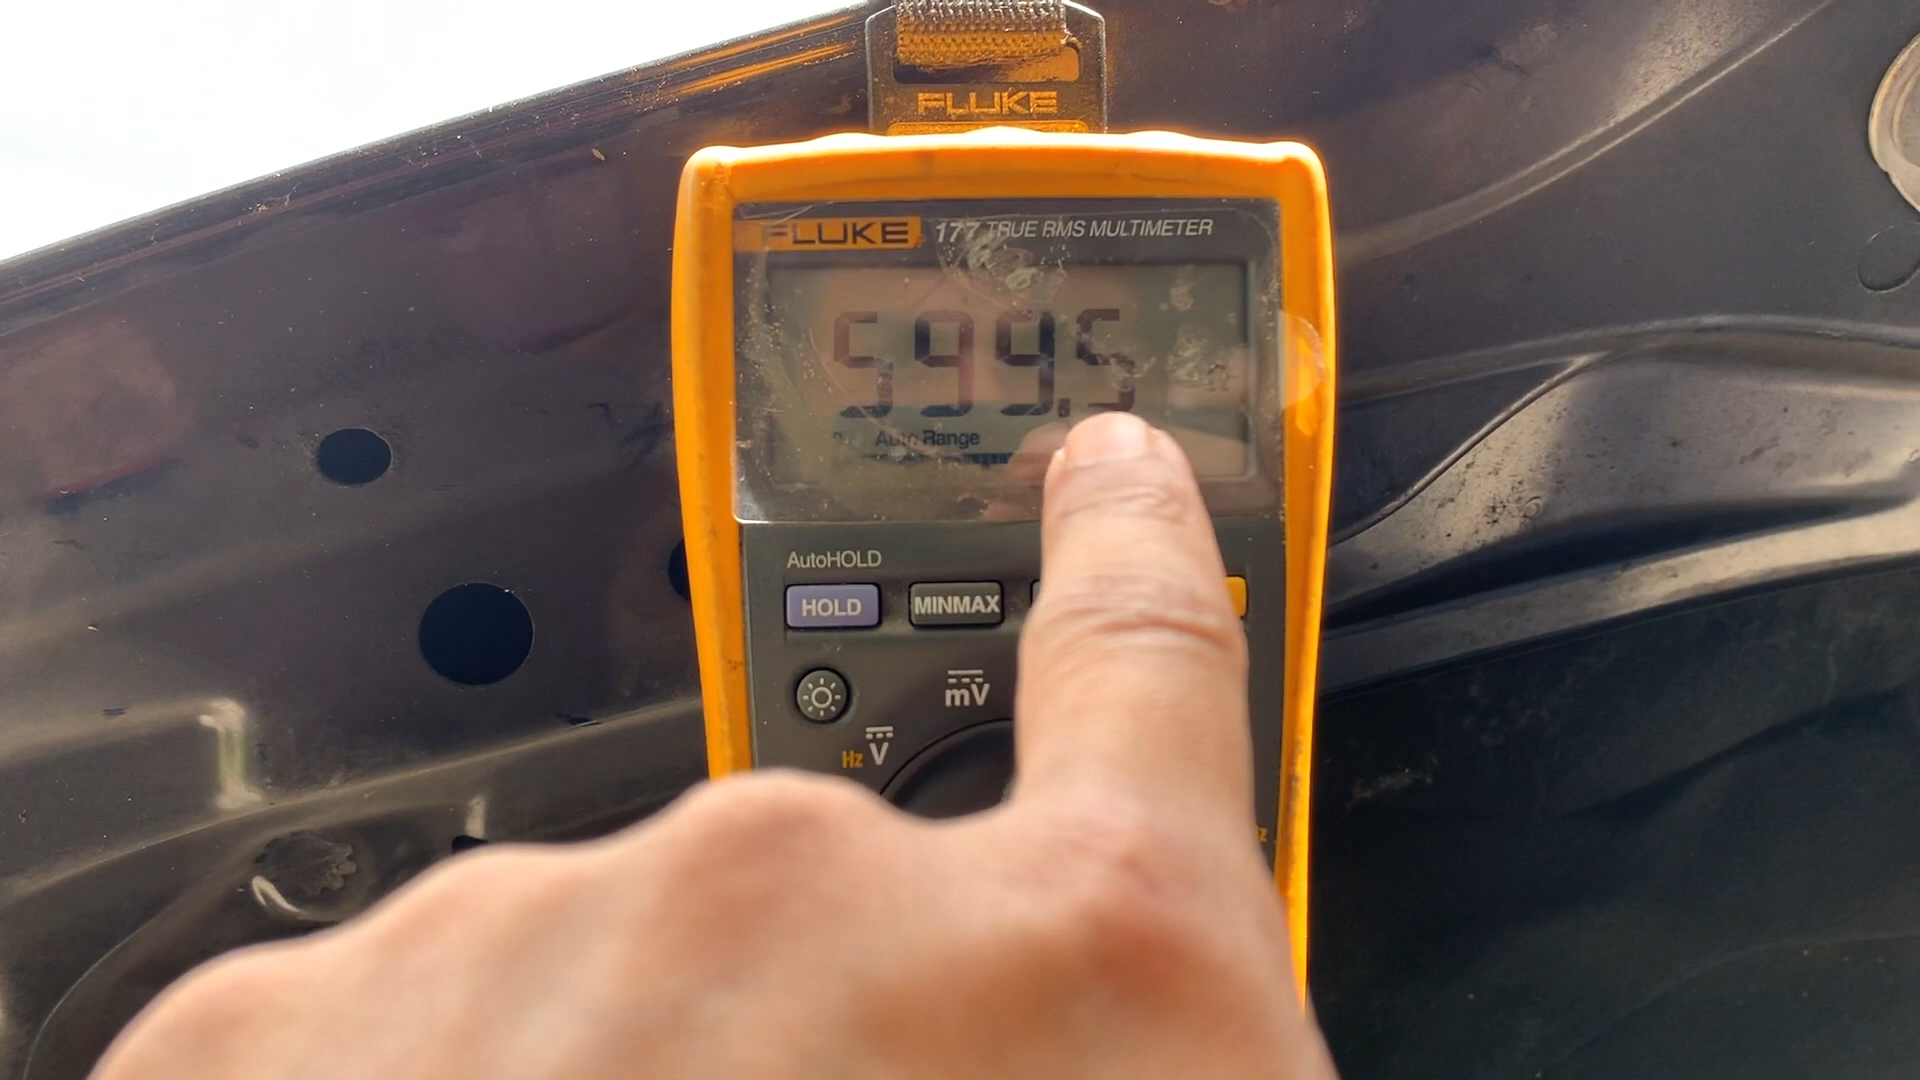 FLUKE
FLUKE 177 TRUE RMS MULTIMETER
599.5
Auto Range
AutoHOLD
HOLD MINMAX
mV
Hz V